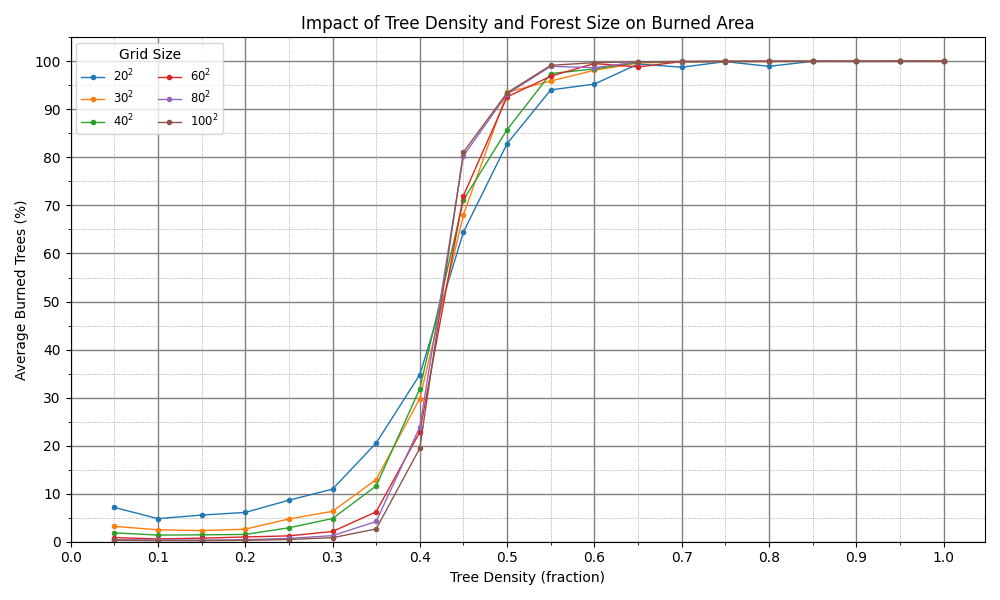 Impact of Tree Density and Forest Size on Burned Area
Grid Size
20² 60²
30² 80²
40² 100²
Average Burned Trees (%)
100
90
80
70
60
50
40
30
20
10
0
0.0 0.1 0.2 0.3 0.4 0.5 0.6 0.7 0.8 0.9 1.0
Tree Density (fraction)